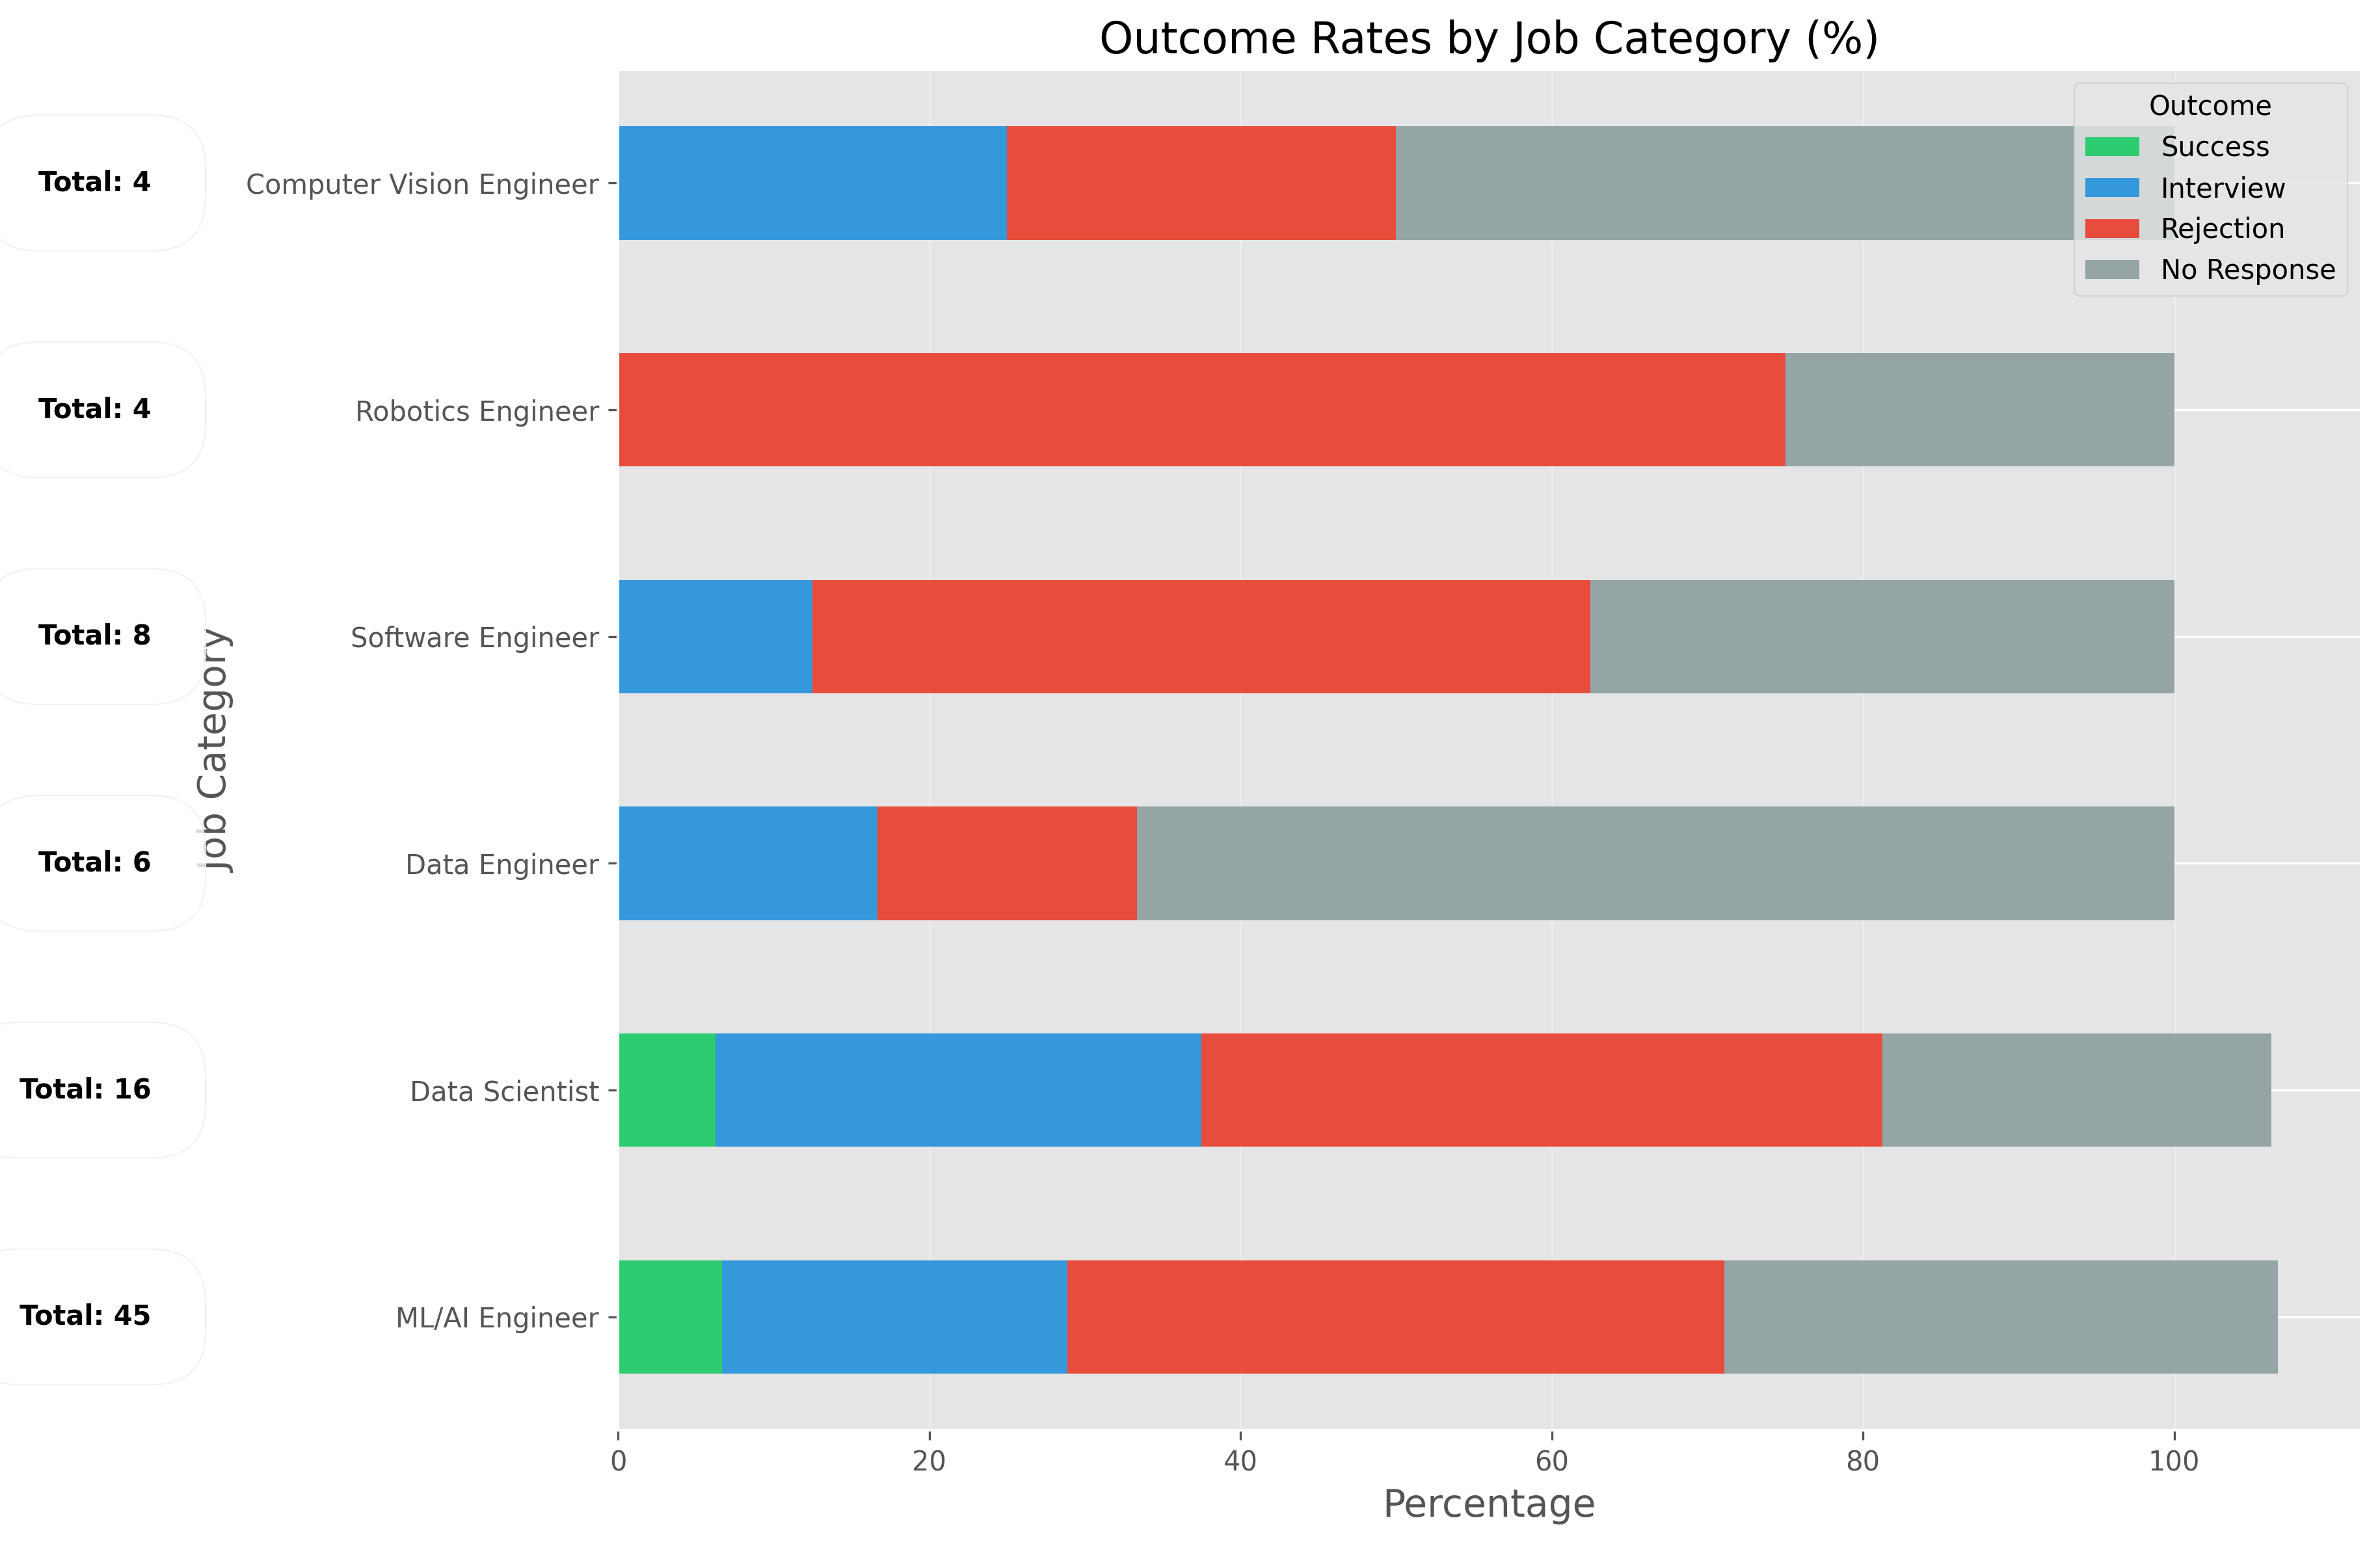 Outcome Rates by Job Category (%)
Outcome
Success
Interview
Rejection
No Response
Total: 4
Computer Vision Engineer
Total: 4
Robotics Engineer
Total: 8
Software Engineer
Job Category
Total: 6
Data Engineer
Total: 16
Data Scientist
Total: 45
ML/AI Engineer
0 20 40 60 80 100
Percentage